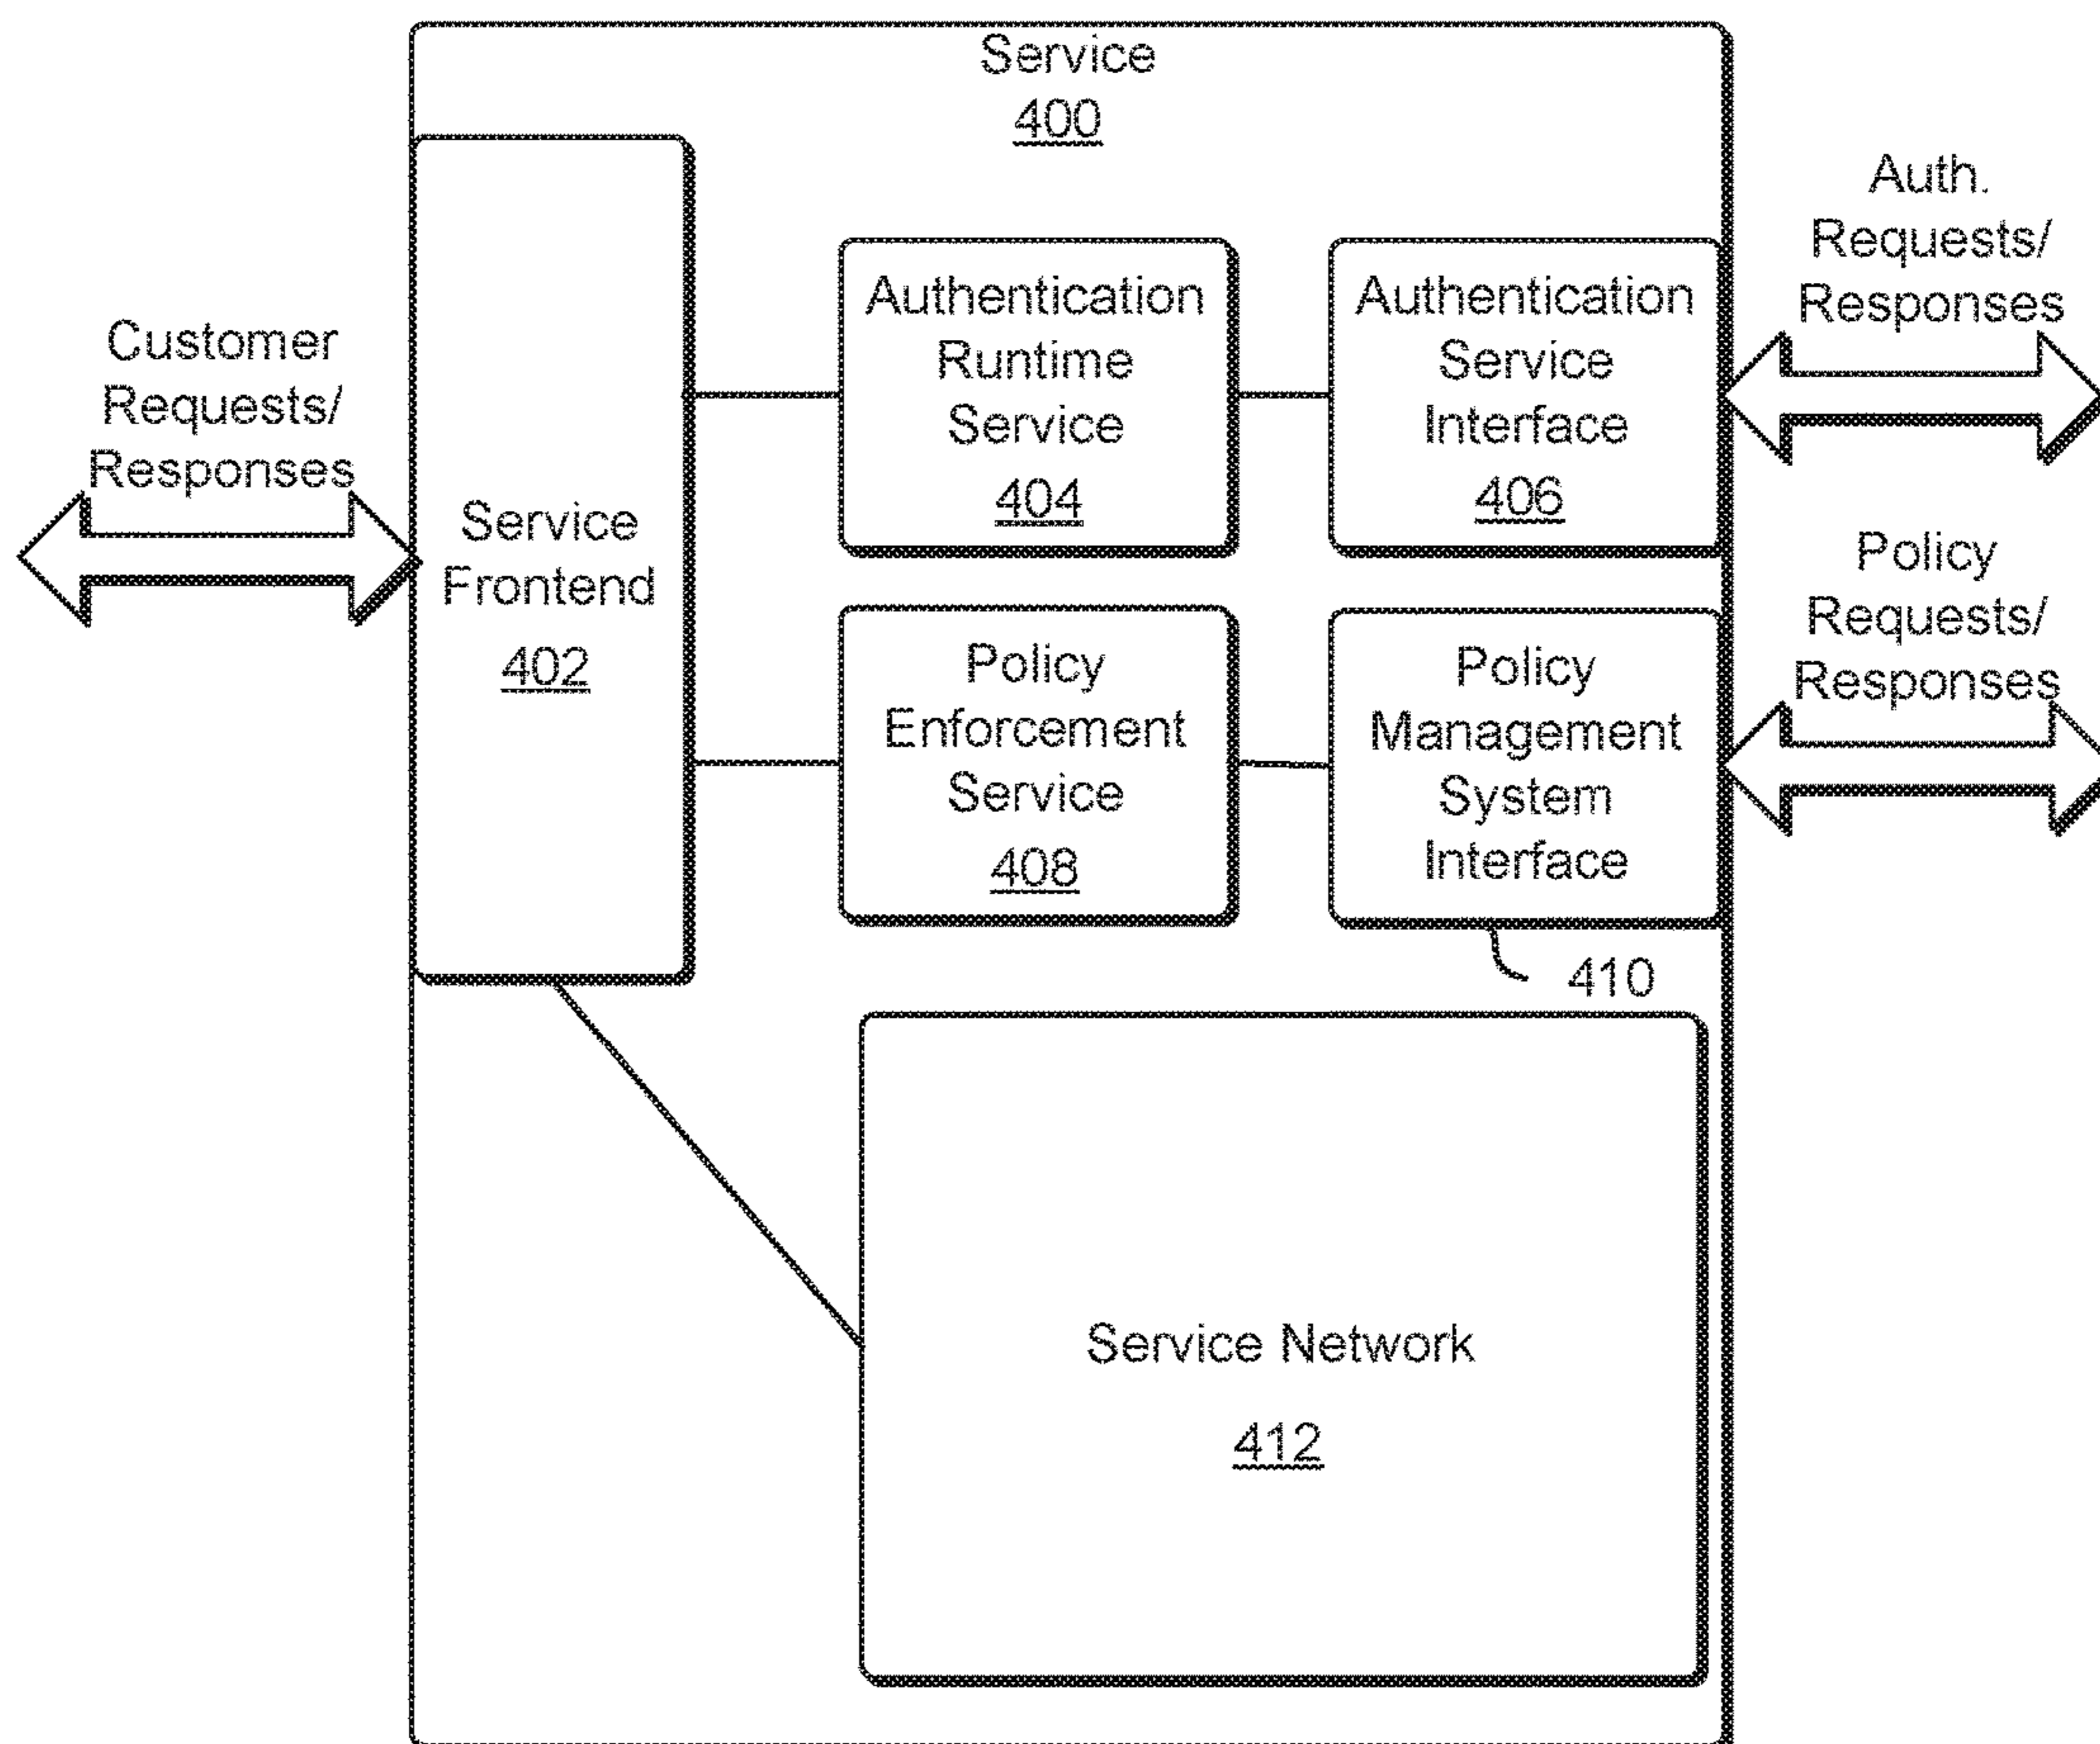 Service
400
Customer
Requests/
Responses
Service
Frontend
402
Authentication
Runtime
Service
404
Authentication
Service
Interface
406
Auth.
Requests/
Responses
Policy
Enforcement
Service
408
Policy
Management
System
Interface
410
Policy
Requests/
Responses
Service Network
412